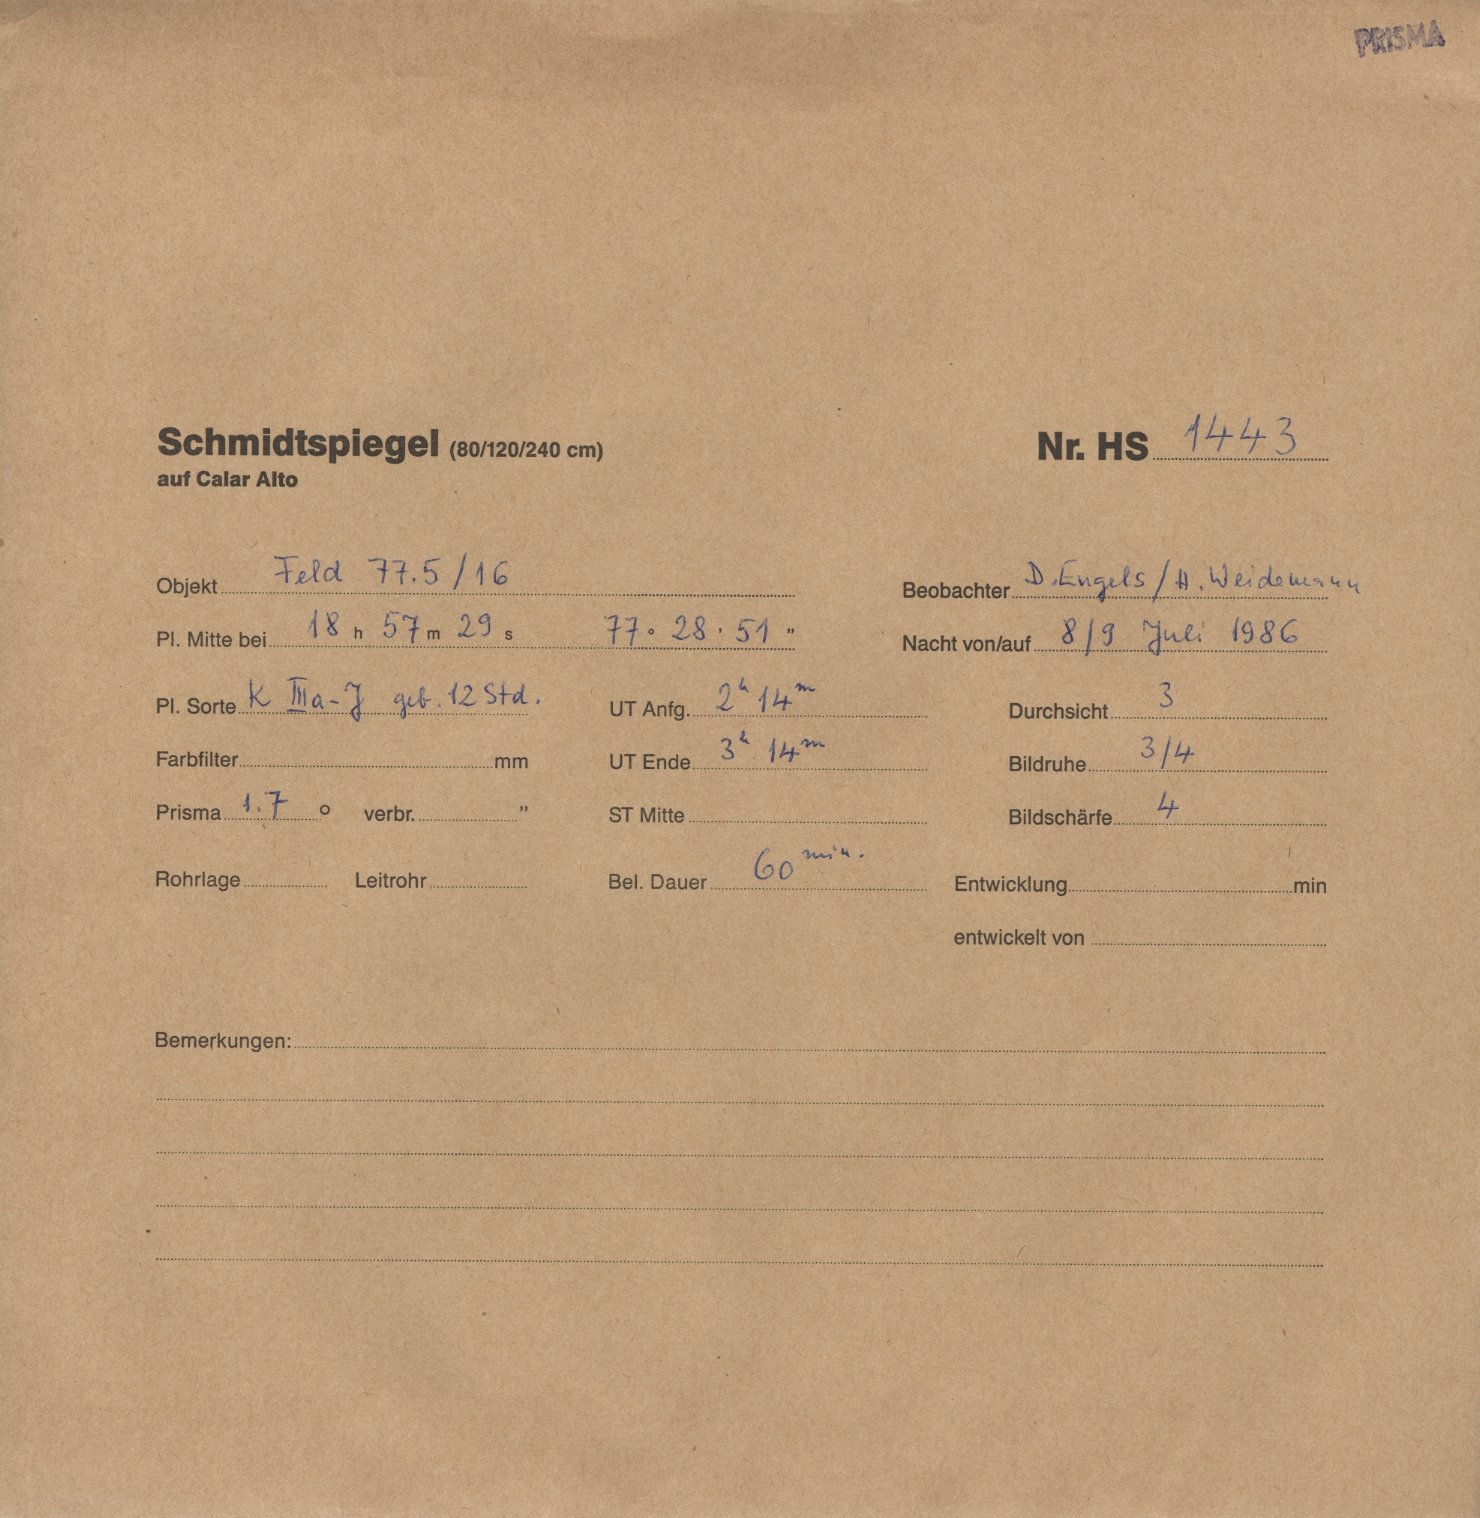 PRISMA
Schmidtspiegel (80/120/240 cm)
auf Calar Alto
Nr. HS 1443
Objekt Feld 77.5/16
Beobachter D. Engels / H. Weidemann
Pl. Mitte bei 18 h 57 m 29 s 77 ° 28 ' 51 "
Nacht von/auf 8/9 Juli 1986
Pl. Sorte K IIIa-J geb. 12 Std.
UT Anfg. 2h 14m
Durchsicht 3
Farbfilter mm
UT Ende 3h 14m
Bildruhe 3/4
Prisma 1.7 ° verbr. "
ST Mitte
Bildschärfe 4
Rohrlage Leitrohr
Bel. Dauer 60 min.
Entwicklung min
entwickelt von
Bemerkungen: